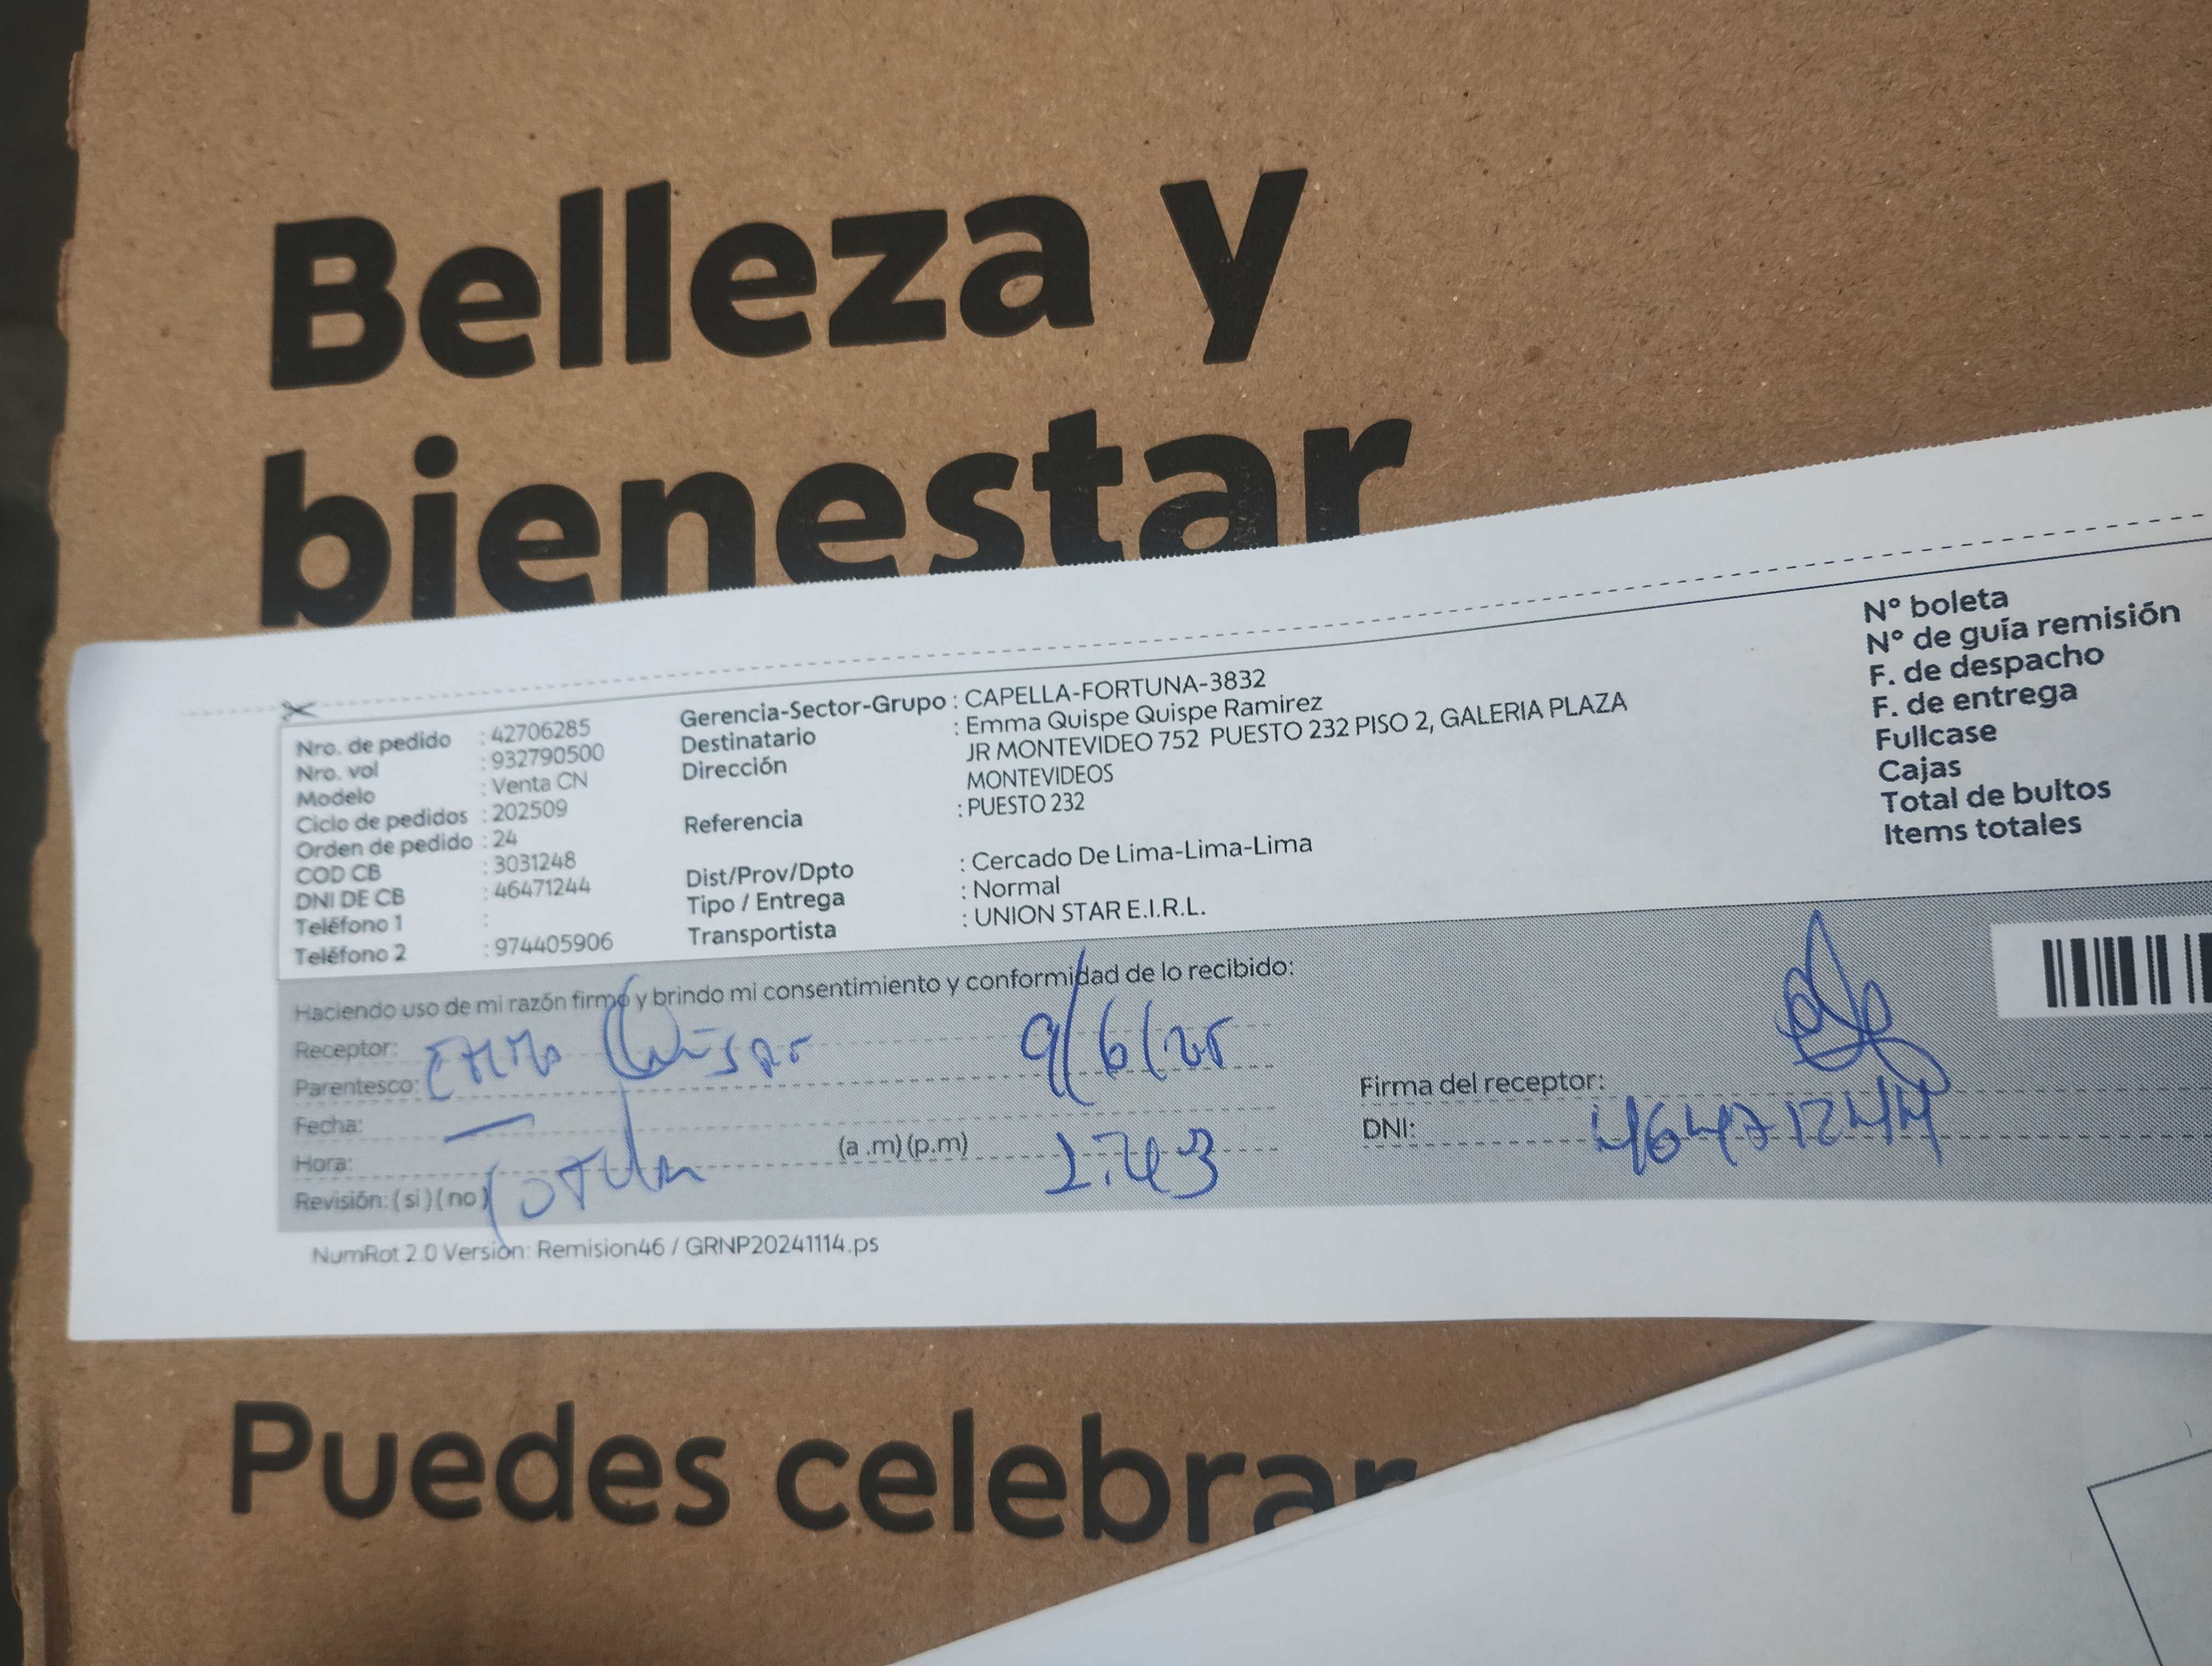 Belleza y
bienestar
Nro. de pedido : 42706285
Nro. vol : 932790500
Modelo : Venta CN
Ciclo de pedidos : 202509
Orden de pedido : 24
COD CB : 3031248
DNI DE CB : 46471244
Teléfono 1 :
Teléfono 2 : 974405906
Gerencia-Sector-Grupo : CAPELLA-FORTUNA-3832
Destinatario : Emma Quispe Quispe Ramirez
Dirección JR MONTEVIDEO 752 PUESTO 232 PISO 2, GALERIA PLAZA
MONTEVIDEOS
Referencia : PUESTO 232
Dist/Prov/Dpto : Cercado De Lima-Lima-Lima
Tipo / Entrega : Normal
Transportista : UNION STAR E.I.R.L.
N° boleta
N° de guía remisión
F. de despacho
F. de entrega
Fullcase
Cajas
Total de bultos
Items totales
Haciendo uso de mi razón firmo y brindo mi consentimiento y conformidad de lo recibido:
Receptor: Emma Quispe 9/6/25
Parentesco:
Fecha:
Hora: (a .m) (p.m) 2:43
Revisión: ( si ) ( no )
Firma del receptor:
DNI: 46471244
NumRot 2.0 Versión: Remision46 / GRNP20241114.ps
Puedes celebrar